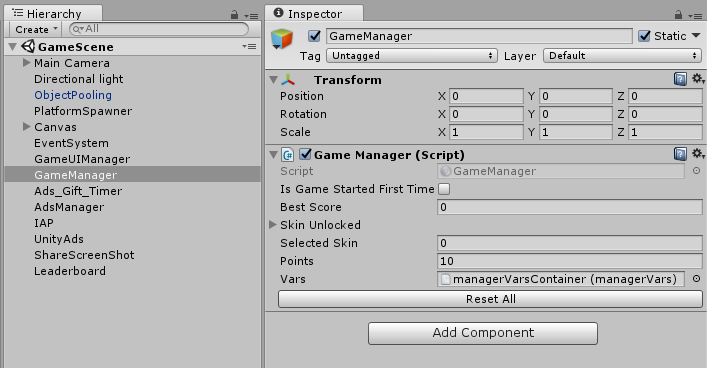 Hierarchy
Create
All
GameScene
Main Camera
Directional light
ObjectPooling
PlatformSpawner
Canvas
EventSystem
GameUIManager
GameManager
Ads_Gift_Timer
AdsManager
IAP
UnityAds
ShareScreenShot
Leaderboard
Inspector
GameManager Static
Tag Untagged Layer Default
Transform
Position X 0 Y 0 Z 0
Rotation X 0 Y 0 Z 0
Scale X 1 Y 1 Z 1
Game Manager (Script)
Script GameManager
Is Game Started First Time
Best Score 0
Skin Unlocked
Selected Skin 0
Points 10
Vars managerVarsContainer (managerVars)
Reset All
Add Component